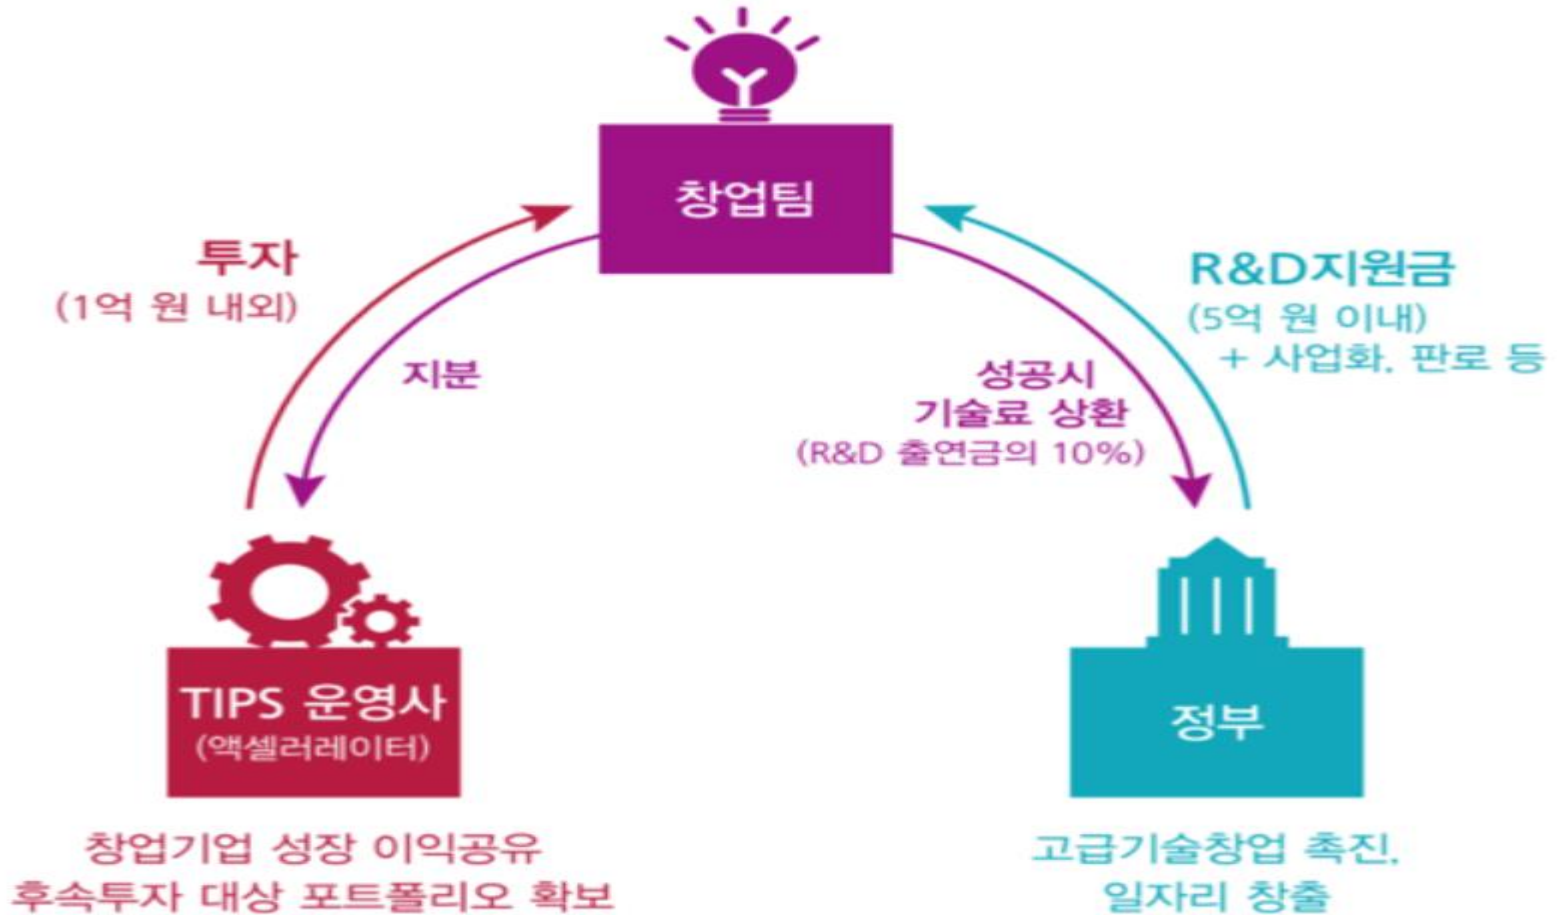 창업팀
투자
(1억 원 내외)
지분
성공시
기술료 상환
(R&D 출연금의 10%)
R&D지원금
(5억 원 이내)
+ 사업화, 판로 등
TIPS 운영사
(액셀러레이터)
창업기업 성장 이익공유
후속투자 대상 포트폴리오 확보
정부
고급기술창업 촉진,
일자리 창출